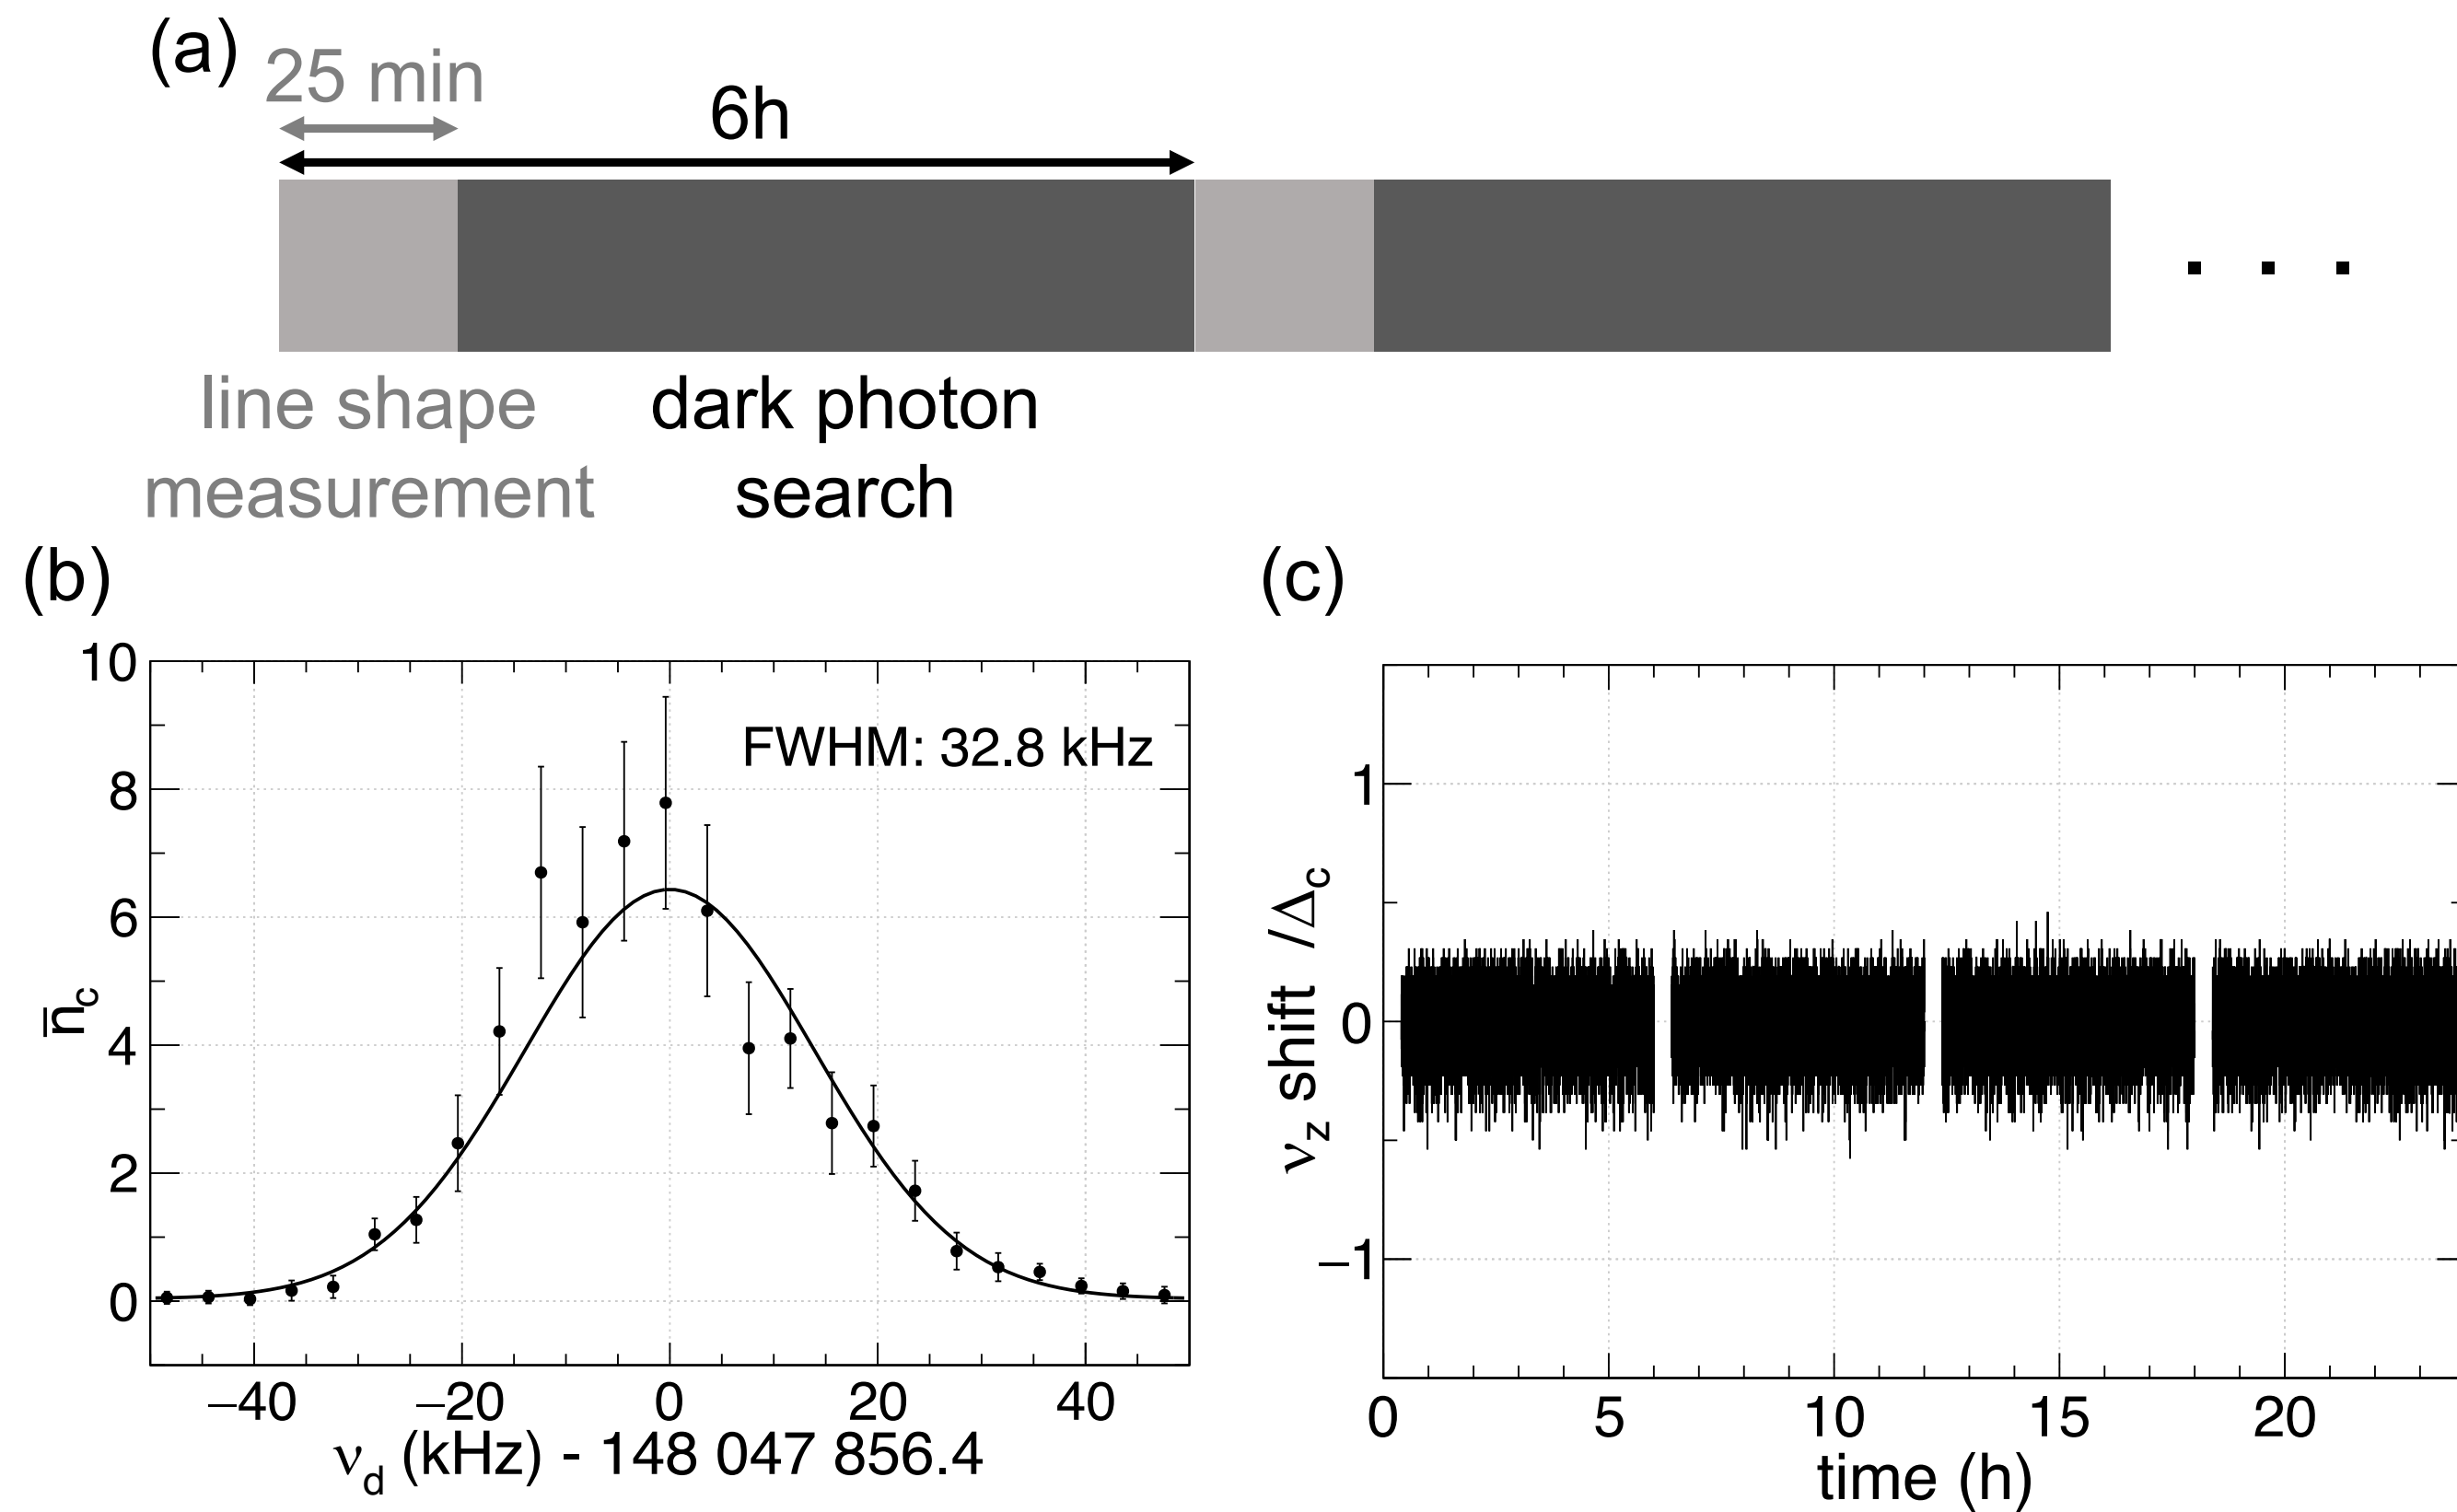 (a)
25 min
6h
line shape
measurement
dark photon
search
. . .
(b)
10
8
6
4
2
0
n̅c
FWHM: 32.8 kHz
−40 −20 0 20 40
νd (kHz) - 148 047 856.4
(c)
1
0
−1
νz shift /Δc
0 5 10 15 20
time (h)